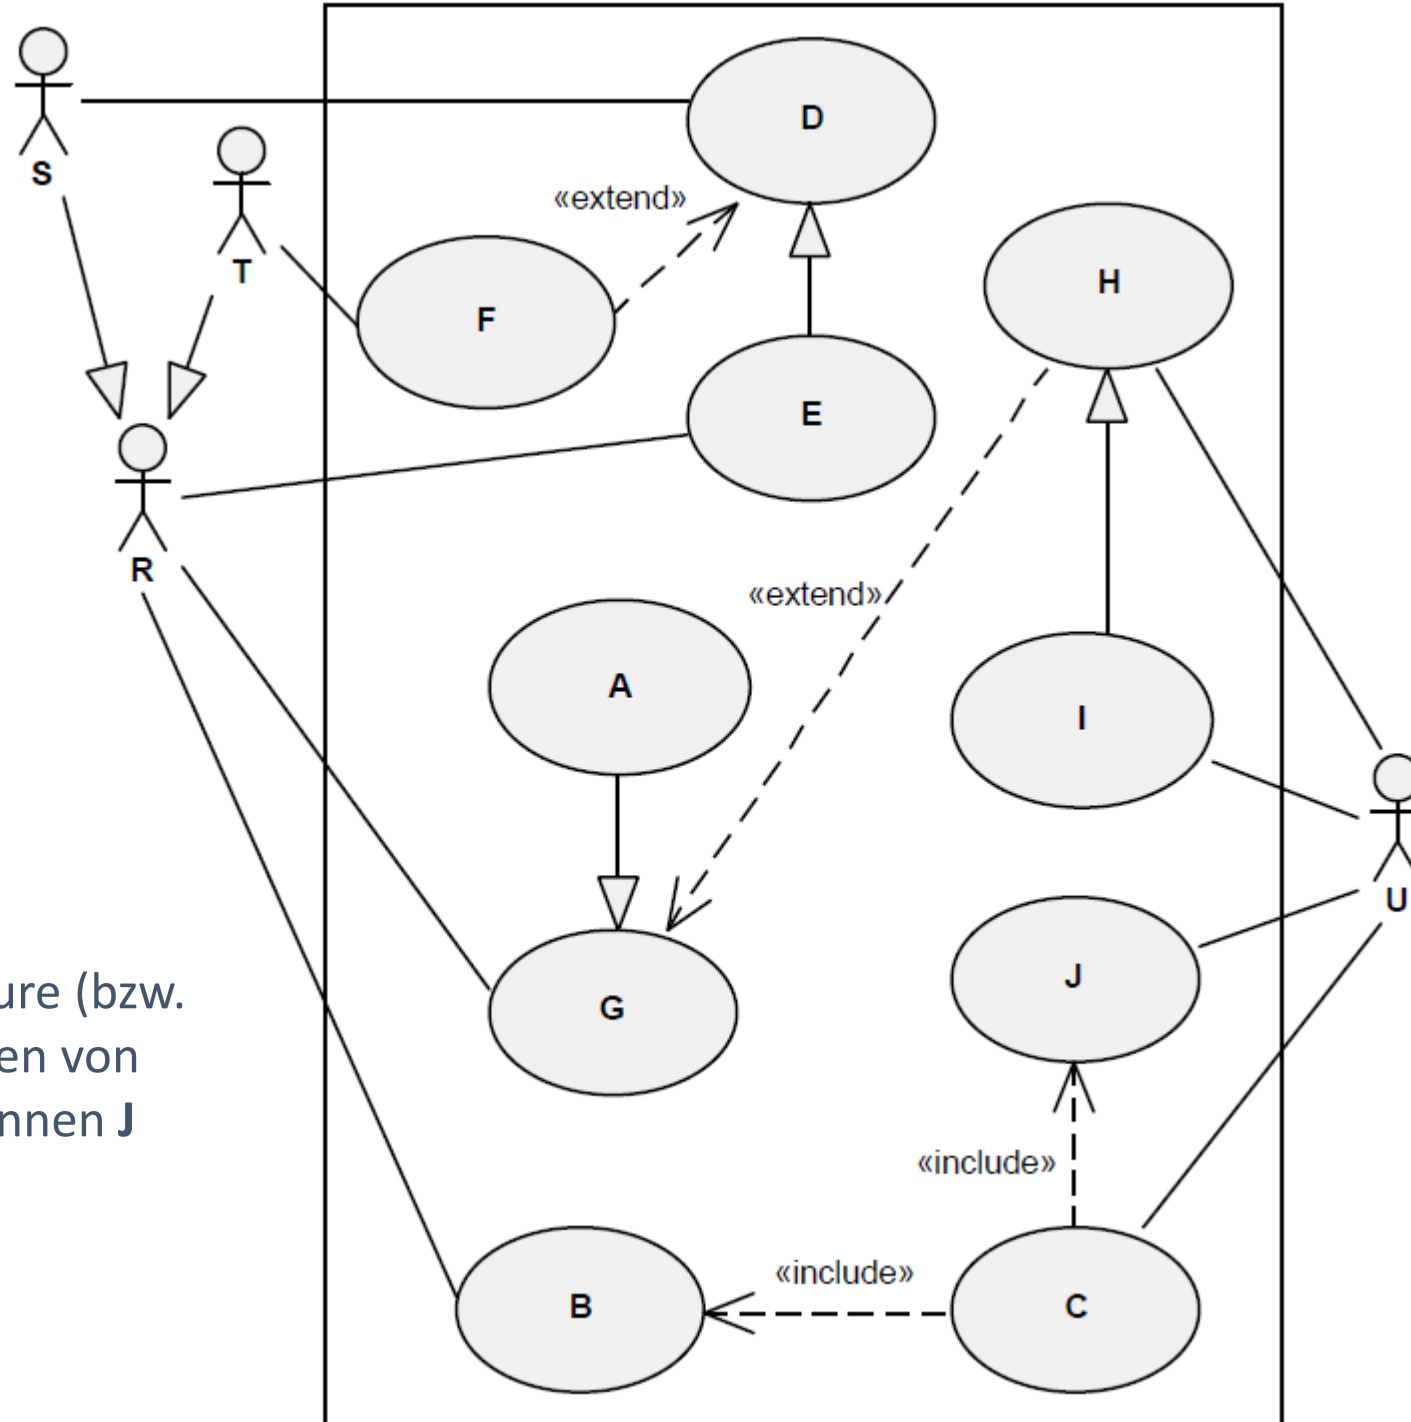 S
D
T
«extend»
H
F
E
R
«extend»
A
I
U
ure (bzw.
J
G
en von
nnen J
«include»
«include»
B
C